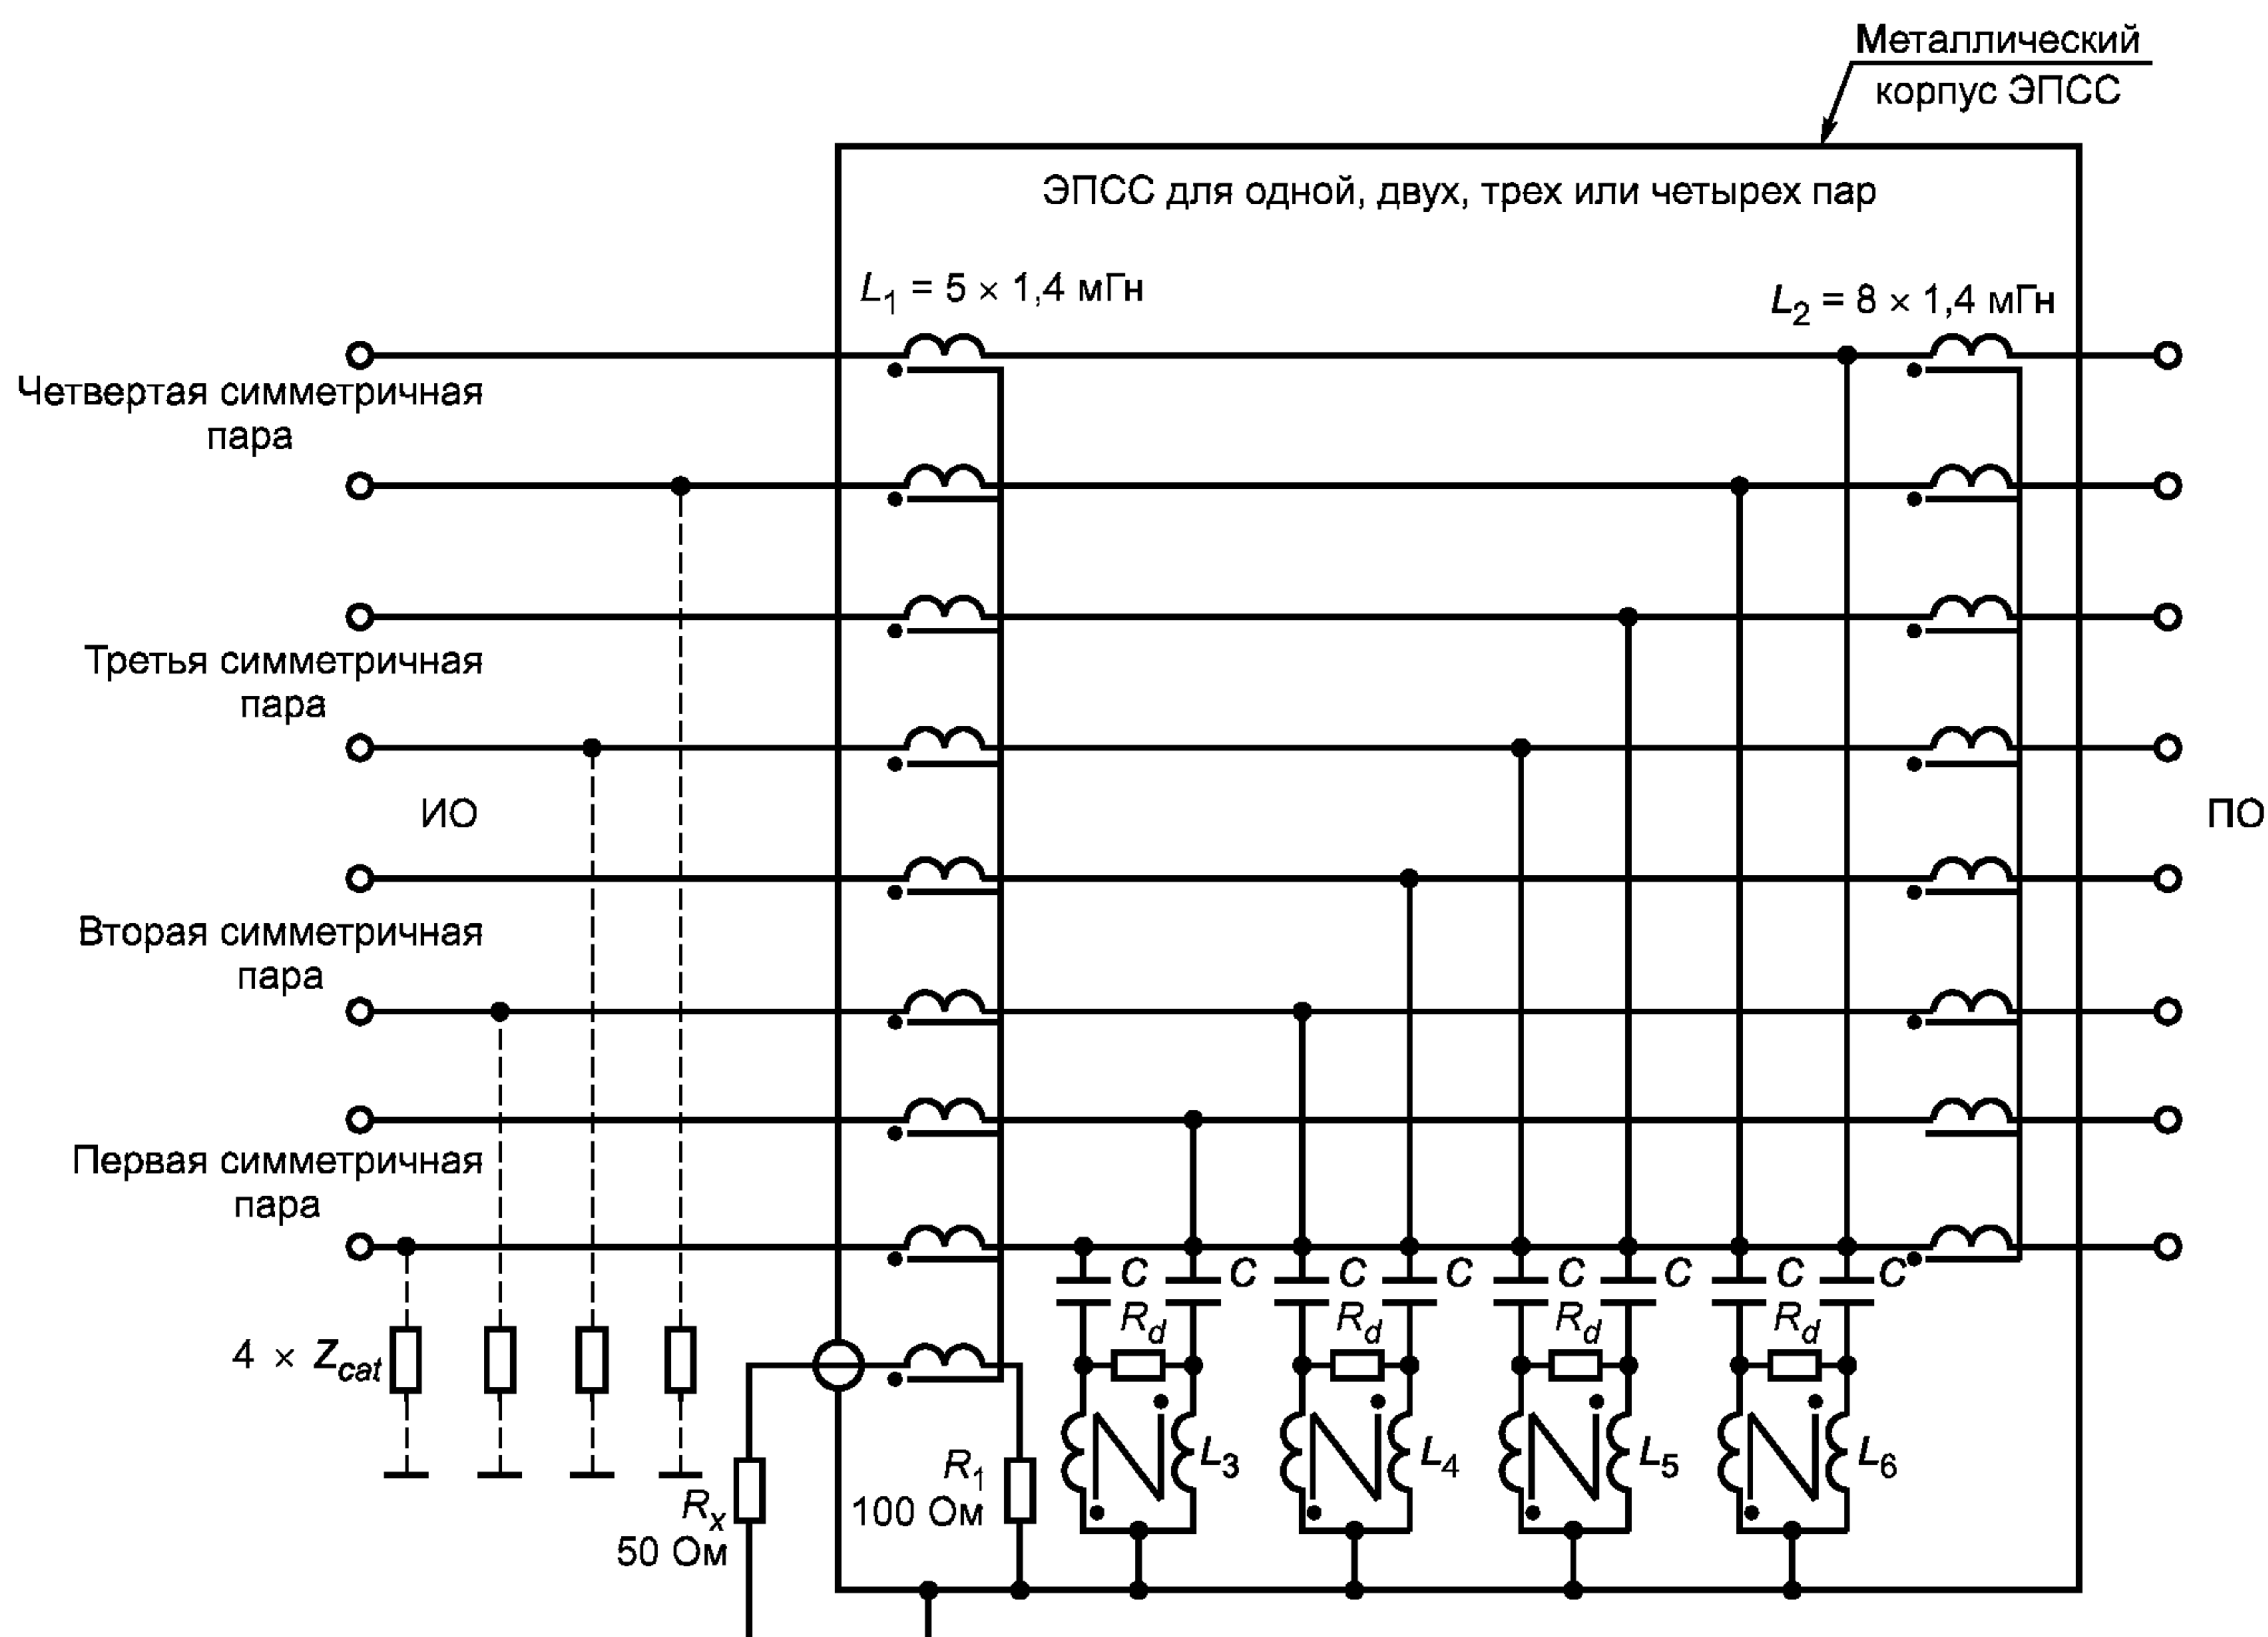 Металлический
корпус ЭПСС
ЭПСС для одной, двух, трех или четырех пар
L1 = 5 × 1,4 мГн
L2 = 8 × 1,4 мГн
Четвертая симметричная
пара
Третья симметричная
пара
ИО
ПО
Вторая симметричная
пара
Первая симметричная
пара
C C C C C C C C
Rd Rd Rd Rd
4 × Zcat
L3 L4 L5 L6
R1
100 Ом
Rx
50 Ом